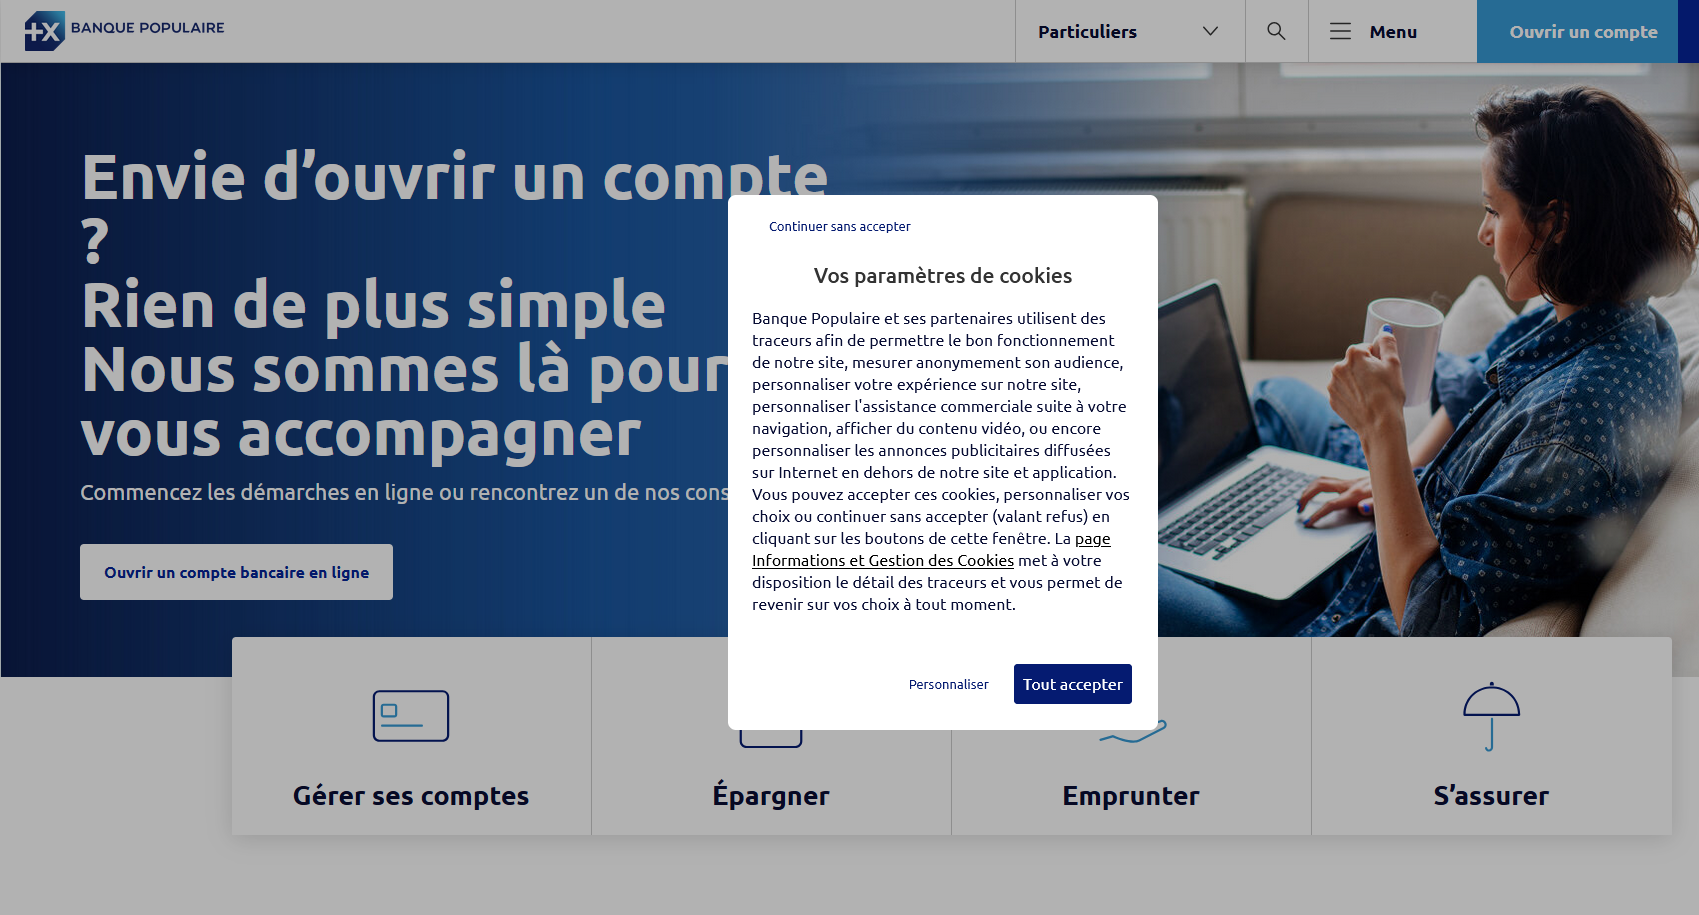 BANQUE POPULAIRE
Particuliers
Menu
Ouvrir un compte
Envie d’ouvrir un compte
?
Rien de plus simple
Nous sommes là pour
vous accompagner
Commencez les démarches en ligne ou rencontrez un de nos cons
Ouvrir un compte bancaire en ligne
Continuer sans accepter
Vos paramètres de cookies
Banque Populaire et ses partenaires utilisent des
traceurs afin de permettre le bon fonctionnement
de notre site, mesurer anonymement son audience,
personnaliser votre expérience sur notre site,
personnaliser l'assistance commerciale suite à votre
navigation, afficher du contenu vidéo, ou encore
personnaliser les annonces publicitaires diffusées
sur Internet en dehors de notre site et application.
Vous pouvez accepter ces cookies, personnaliser vos
choix ou continuer sans accepter (valant refus) en
cliquant sur les boutons de cette fenêtre. La page
Informations et Gestion des Cookies met à votre
disposition le détail des traceurs et vous permet de
revenir sur vos choix à tout moment.
Personnaliser
Tout accepter
Gérer ses comptes
Épargner
Emprunter
S’assurer